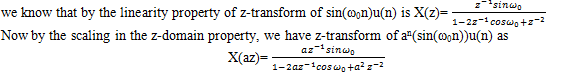 we know that by the linearity property of z-transform of sin(ω₀n)u(n) is X(z)= z⁻¹sinω₀ / 1−2z⁻¹cosω₀+z⁻²
Now by the scaling in the z-domain property, we have z-transform of aⁿ(sin(ω₀n))u(n) as
X(az)= az⁻¹sinω₀ / 1−2az⁻¹cosω₀+a² z⁻²